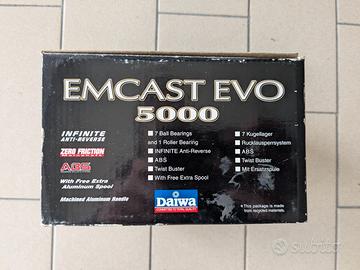 EMCAST EVO
5000
INFINITE
ANTI-REVERSE
ZERO FRICTION
ABS
With Free Extra
Aluminum Spool
Machined Aluminum Handle
7 Ball Bearings
and 1 Roller Bearing
INFINITE Anti-Reverse
ABS
Twist Buster
With Free Extra Spool
7 Kugellager
Rucklaufsperrsystem
ABS
Twist Buster
Mit Ersatzspule
DAIWA
This package is made
from recycled materials.
subito